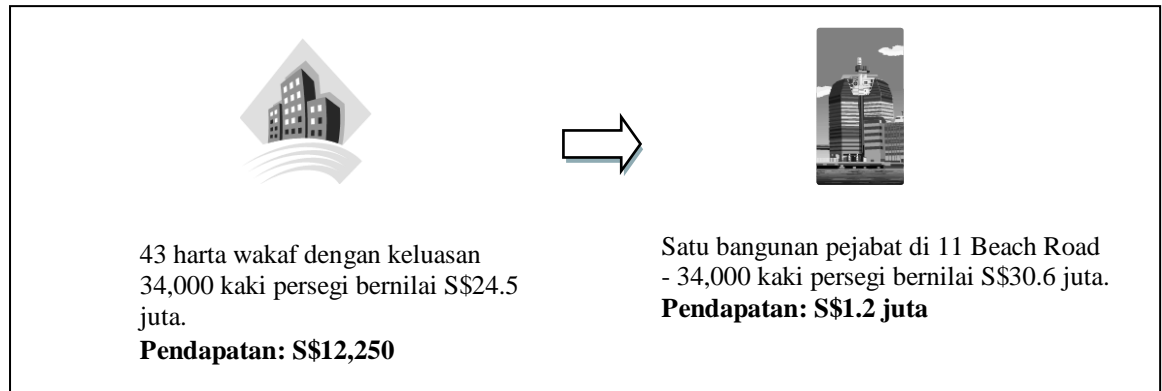 43 harta wakaf dengan keluasan
34,000 kaki persegi bernilai S$24.5
juta.
Pendapatan: S$12,250
Satu bangunan pejabat di 11 Beach Road
- 34,000 kaki persegi bernilai S$30.6 juta.
Pendapatan: S$1.2 juta